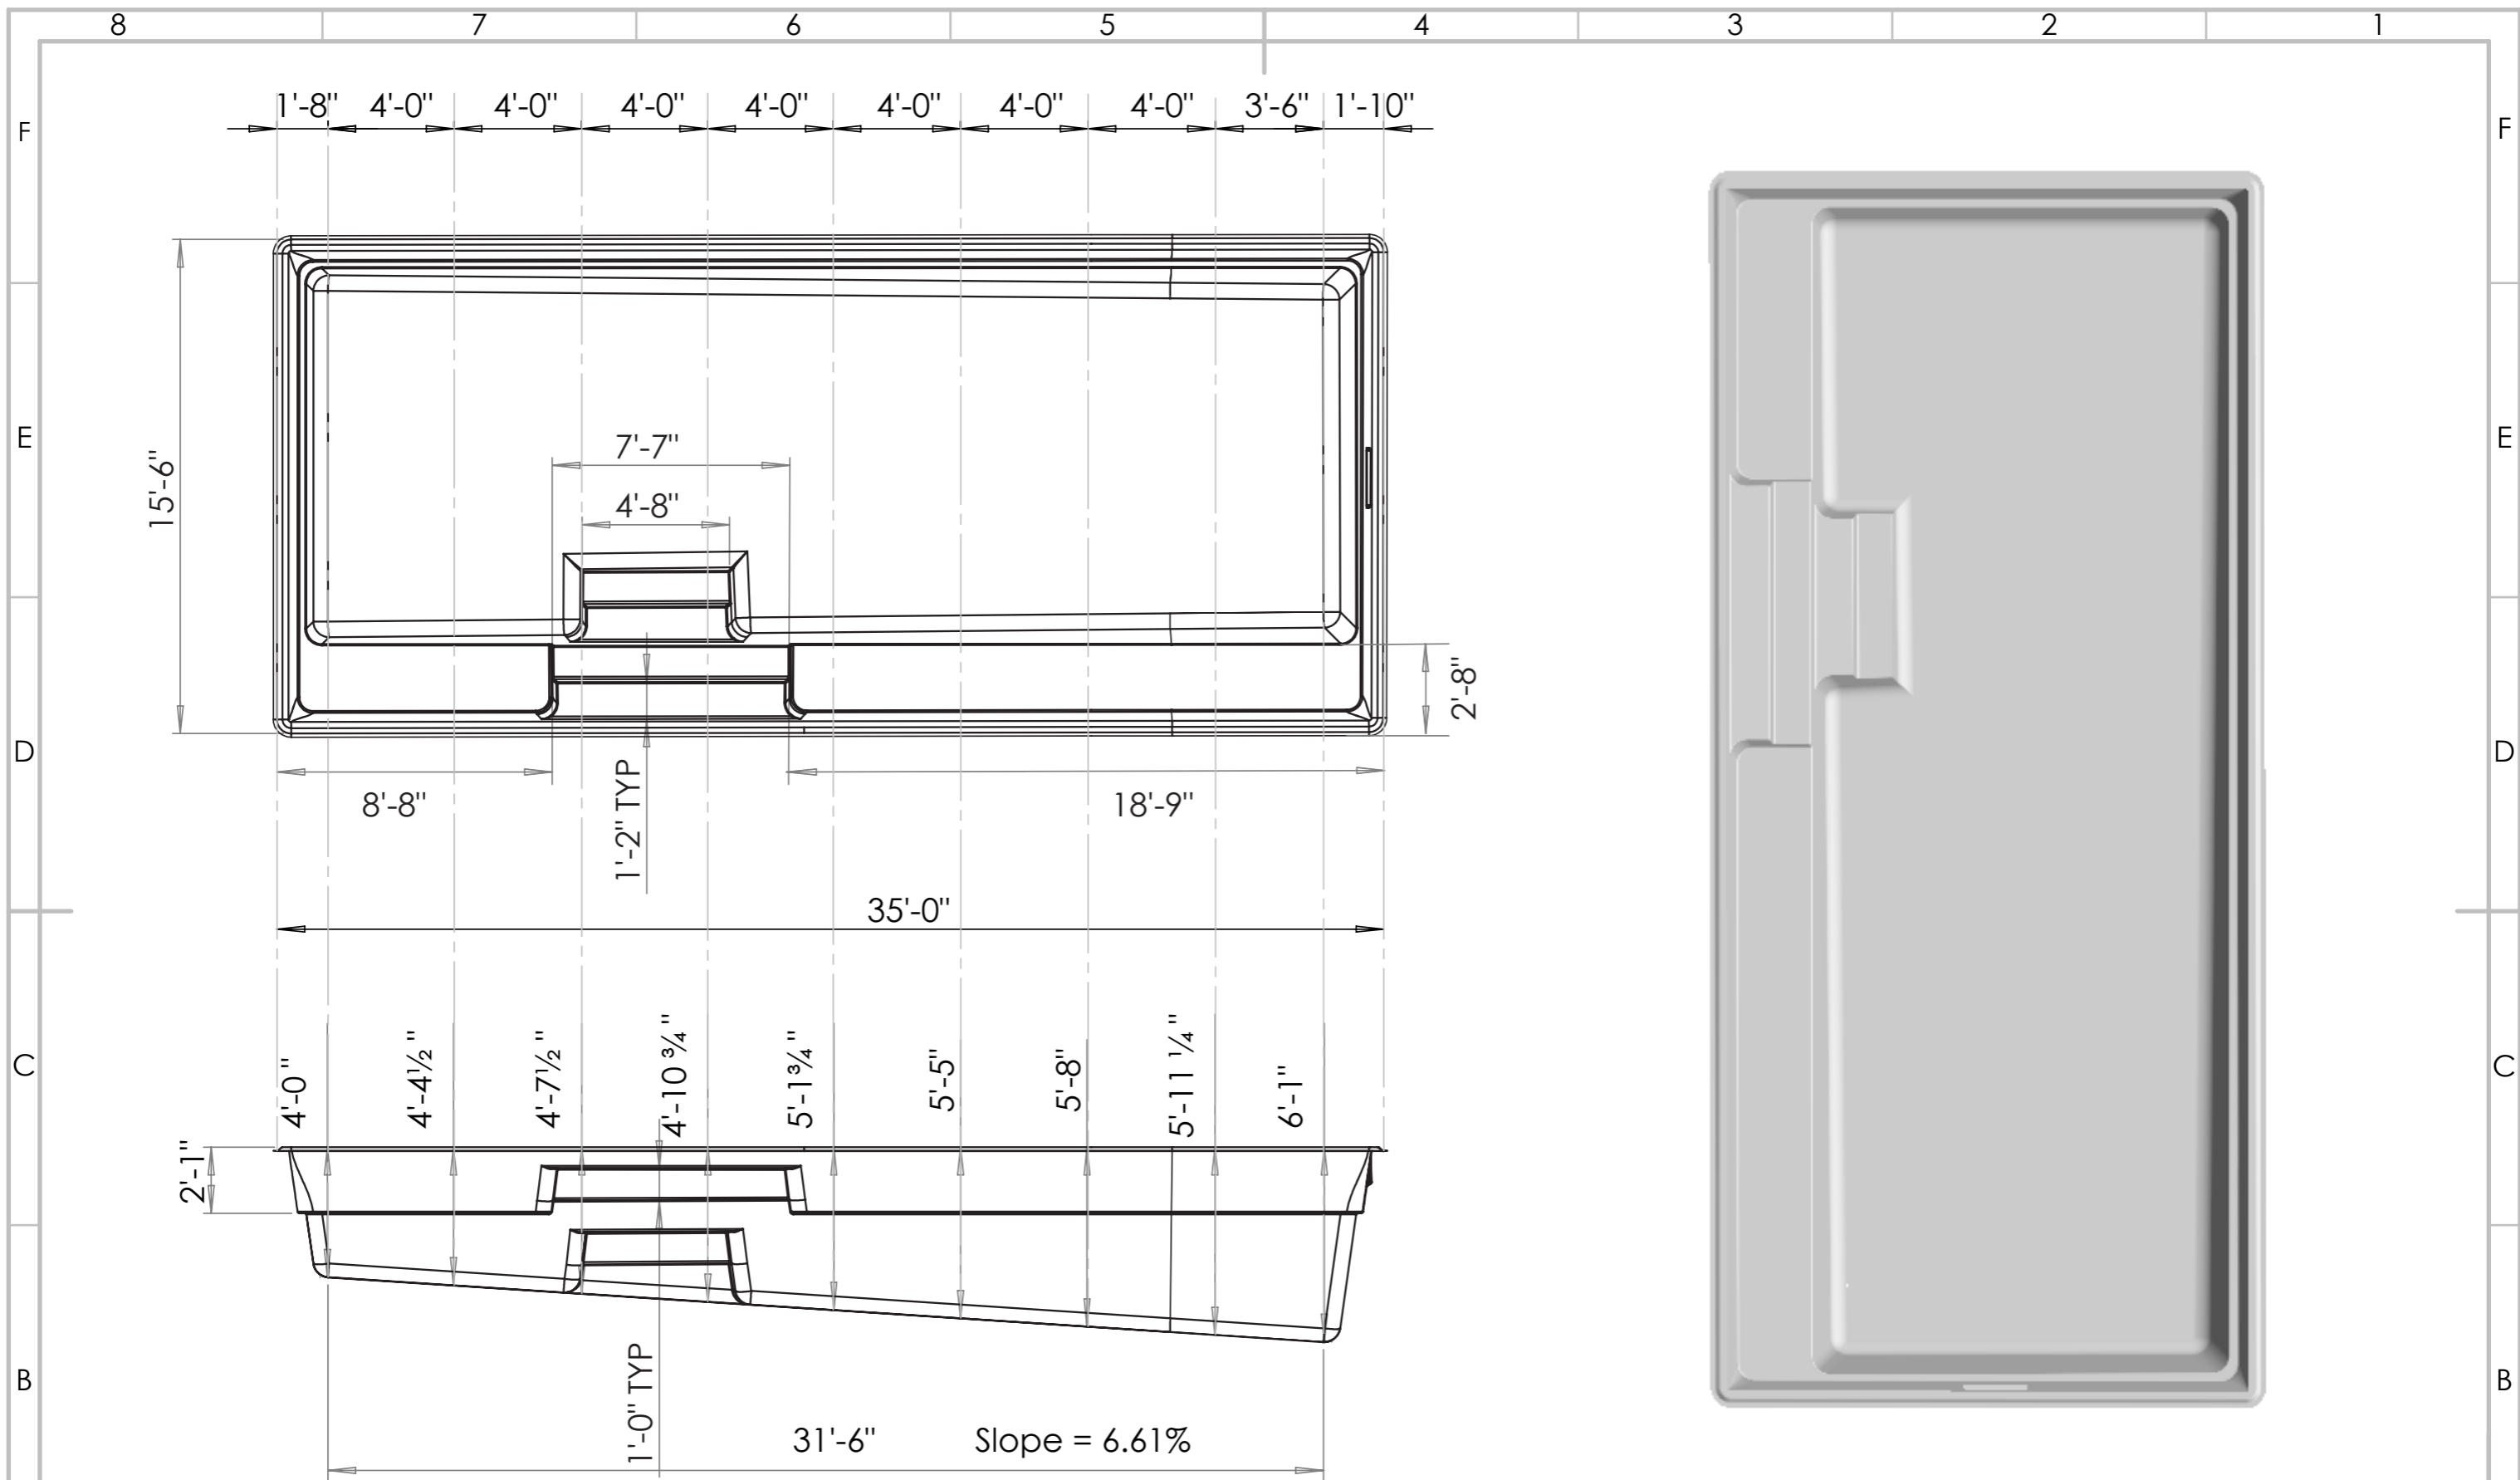 8 7 6 5 4 3 2 1
1'-8" 4'-0" 4'-0" 4'-0" 4'-0" 4'-0" 4'-0" 4'-0" 3'-6" 1'-10"
F F
E E
7'-7"
15'-6"
4'-8"
2'-8"
D D
8'-8" 1'-2" TYP 18'-9"
35'-0"
4'-0" 4'-4½" 4'-7½" 4'-10 ¾" 5'-1¾" 5'-5" 5'-8" 5'-11 ¼" 6'-1"
C C
2'-1"
B B
1'-0" TYP
31'-6" Slope = 6.61%